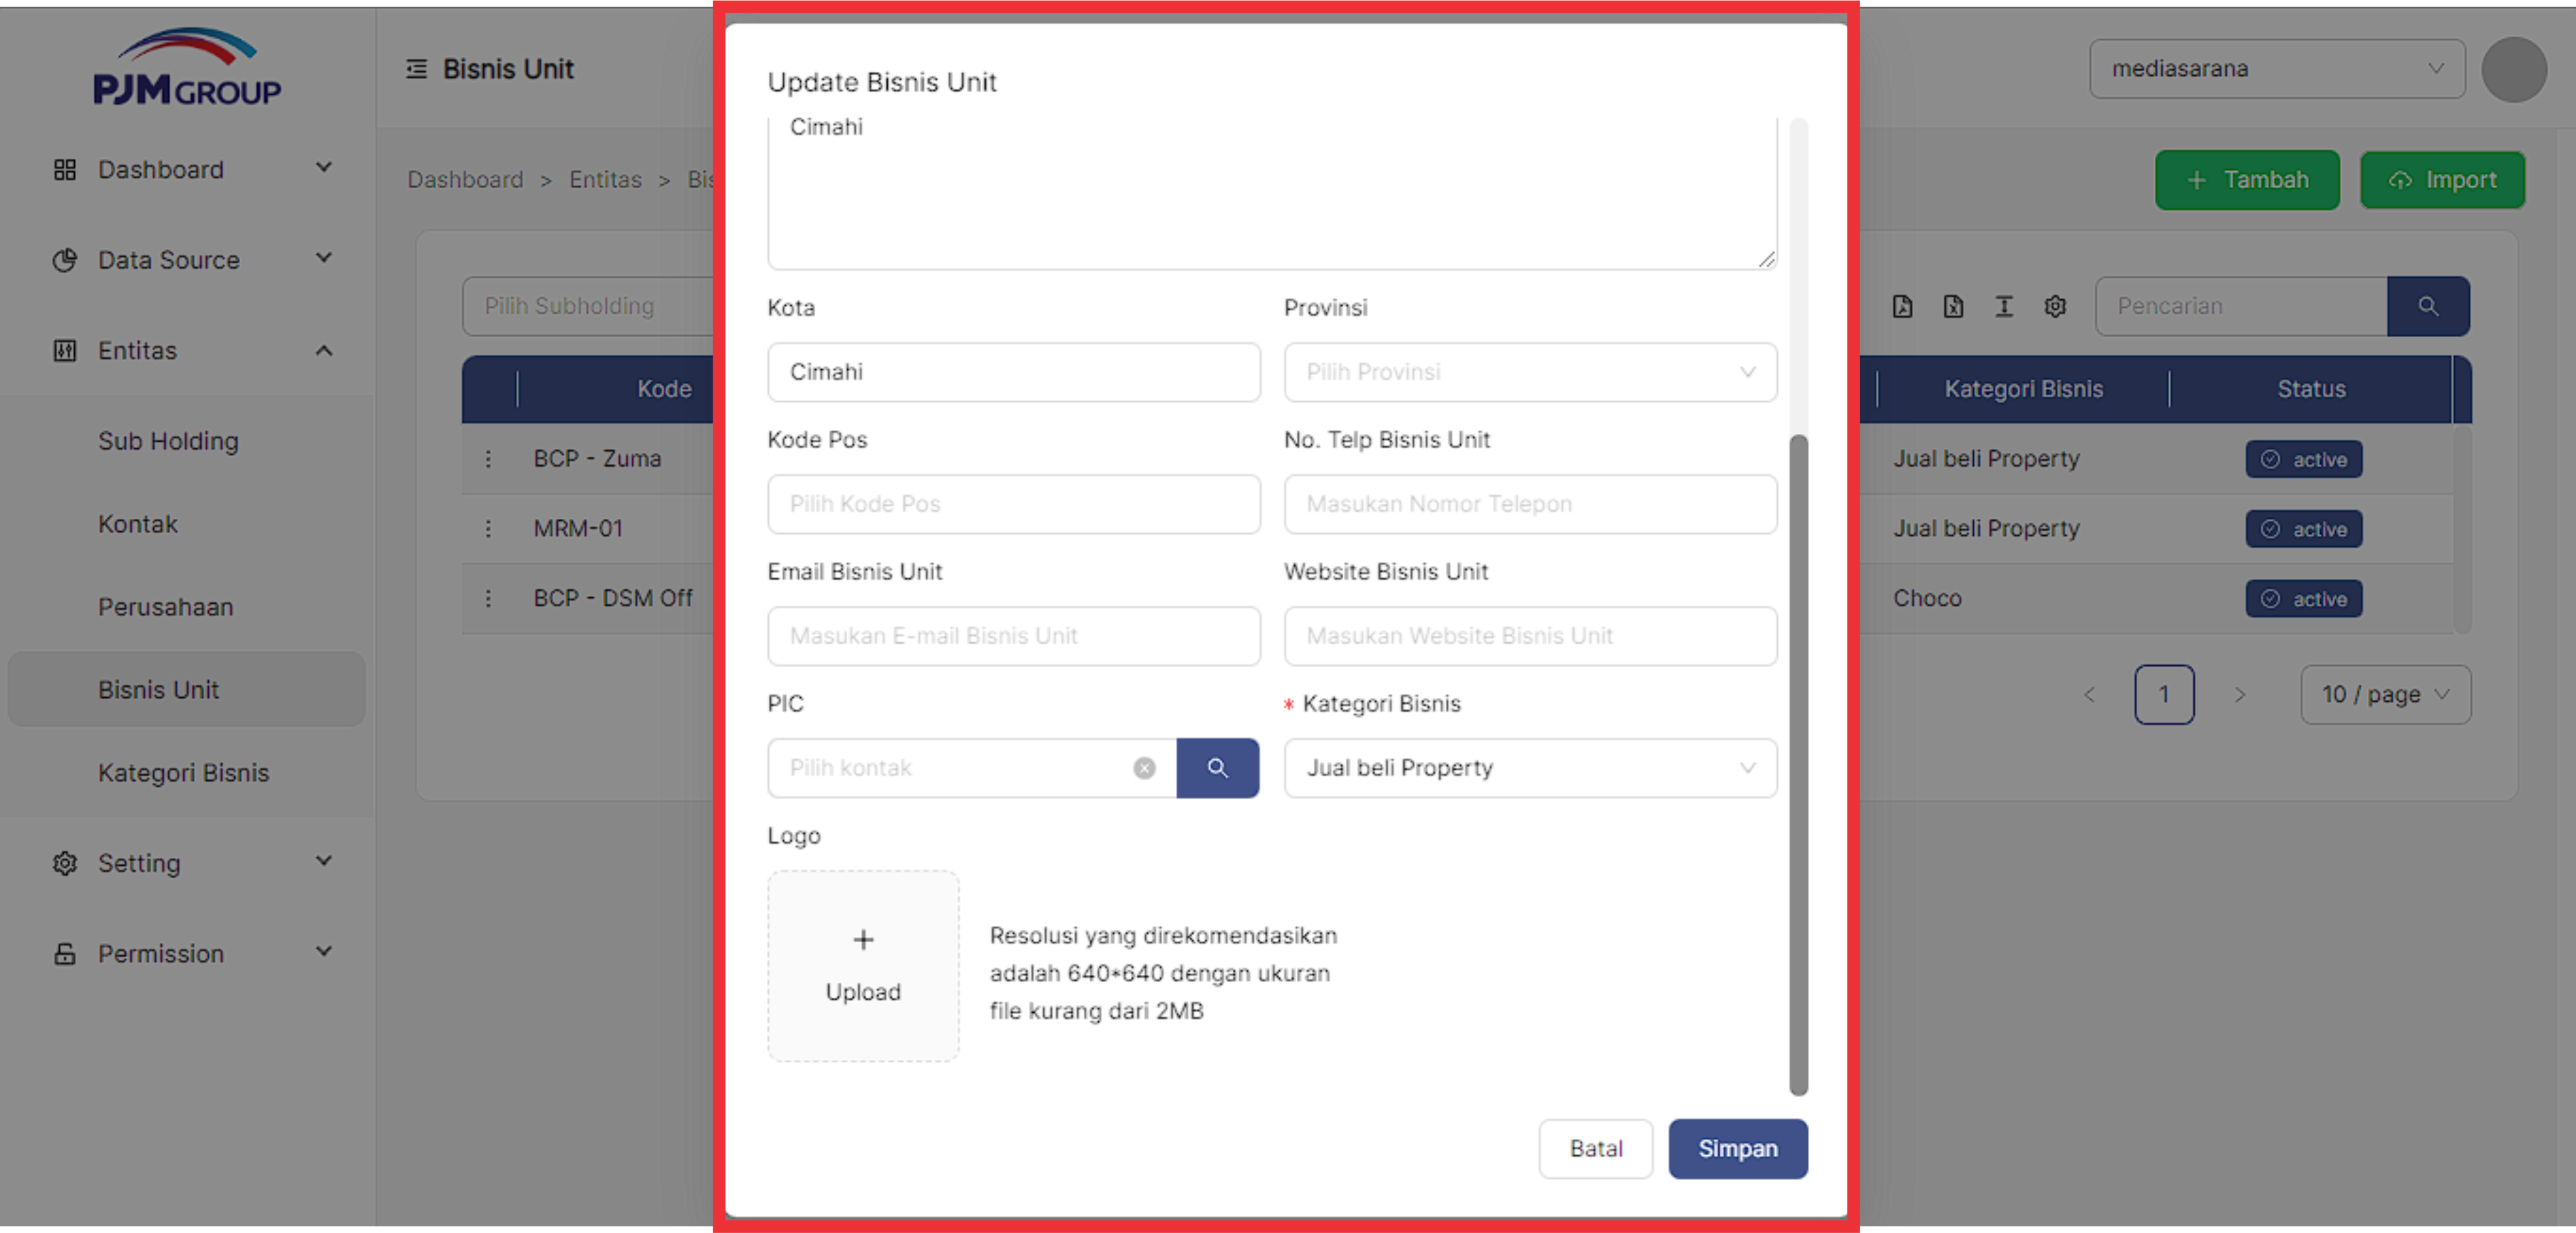 PJM GROUP
Bisnis Unit
mediasarana
Dashboard
Data Source
Entitas
Sub Holding
Kontak
Perusahaan
Bisnis Unit
Kategori Bisnis
Setting
Permission
Dashboard > Entitas >
+ Tambah
Import
Pilih Subholding
Pencarian
Kode
Kategori Bisnis
Status
BCP - Zuma
Jual beli Property
active
MRM-01
Jual beli Property
active
BCP - DSM Off
Choco
active
< 1 >
10 / page
Update Bisnis Unit
Cimahi
Kota
Provinsi
Cimahi
Pilih Provinsi
Kode Pos
No. Telp Bisnis Unit
Pilih Kode Pos
Masukan Nomor Telepon
Email Bisnis Unit
Website Bisnis Unit
Masukan E-mail Bisnis Unit
Masukan Website Bisnis Unit
PIC
* Kategori Bisnis
Pilih kontak
Jual beli Property
Logo
+
Upload
Resolusi yang direkomendasikan
adalah 640*640 dengan ukuran
file kurang dari 2MB
Batal
Simpan